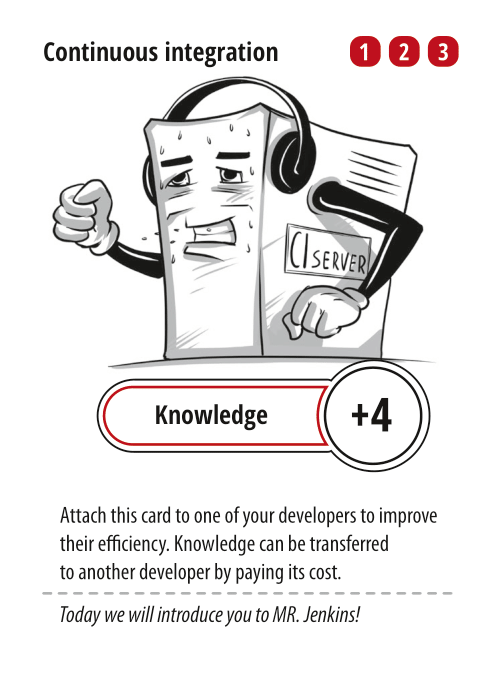 Continuous integration 1 2 3
CI SERVER
Knowledge +4
Attach this card to one of your developers to improve
their efficiency. Knowledge can be transferred
to another developer by paying its cost.
Today we will introduce you to MR. Jenkins!